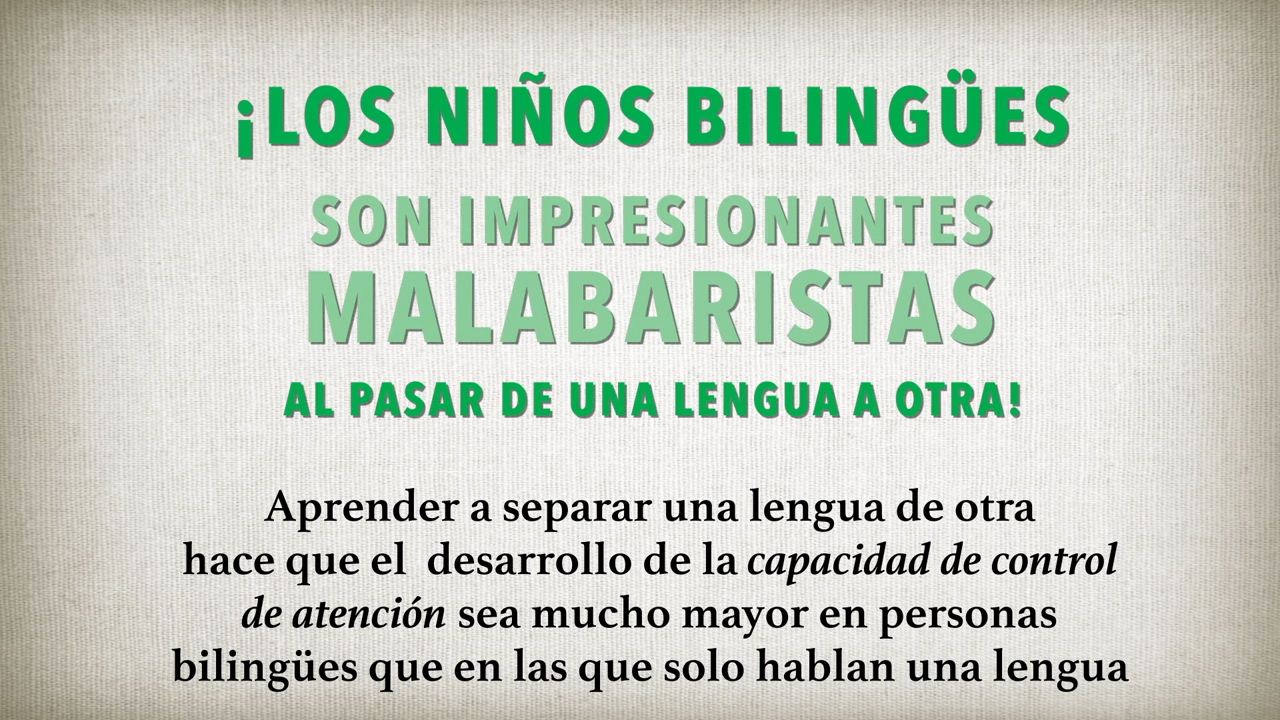 ¡LOS NIÑOS BILINGÜES
SON IMPRESIONANTES
MALABARISTAS
AL PASAR DE UNA LENGUA A OTRA!
Aprender a separar una lengua de otra
hace que el  desarrollo de la capacidad de control
de atención sea mucho mayor en personas
bilingües que en las que solo hablan una lengua